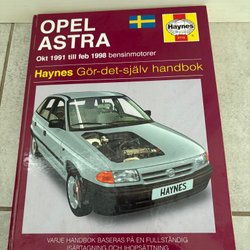 OPEL
ASTRA
Haynes
Okt 1991 till feb 1998 bensinmotorer
Haynes Gör-det-själv handbok
HAYNES
VARJE HANDBOK BASERAS PÅ EN FULLSTÄNDIG
ISÄRTAGNING OCH IHOPSÄTTNING